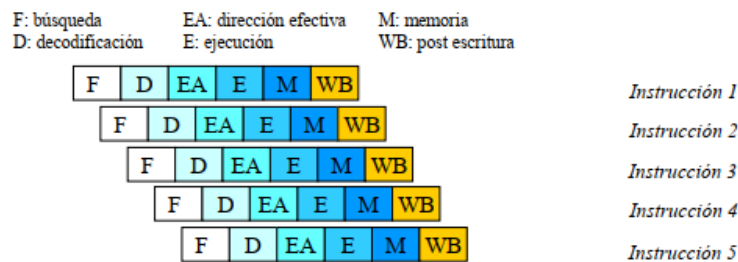 F: búsqueda EA: dirección efectiva M: memoria
D: decodificación E: ejecución WB: post escritura
F D EA E M WB Instrucción 1
F D EA E M WB Instrucción 2
F D EA E M WB Instrucción 3
F D EA E M WB Instrucción 4
F D EA E M WB Instrucción 5